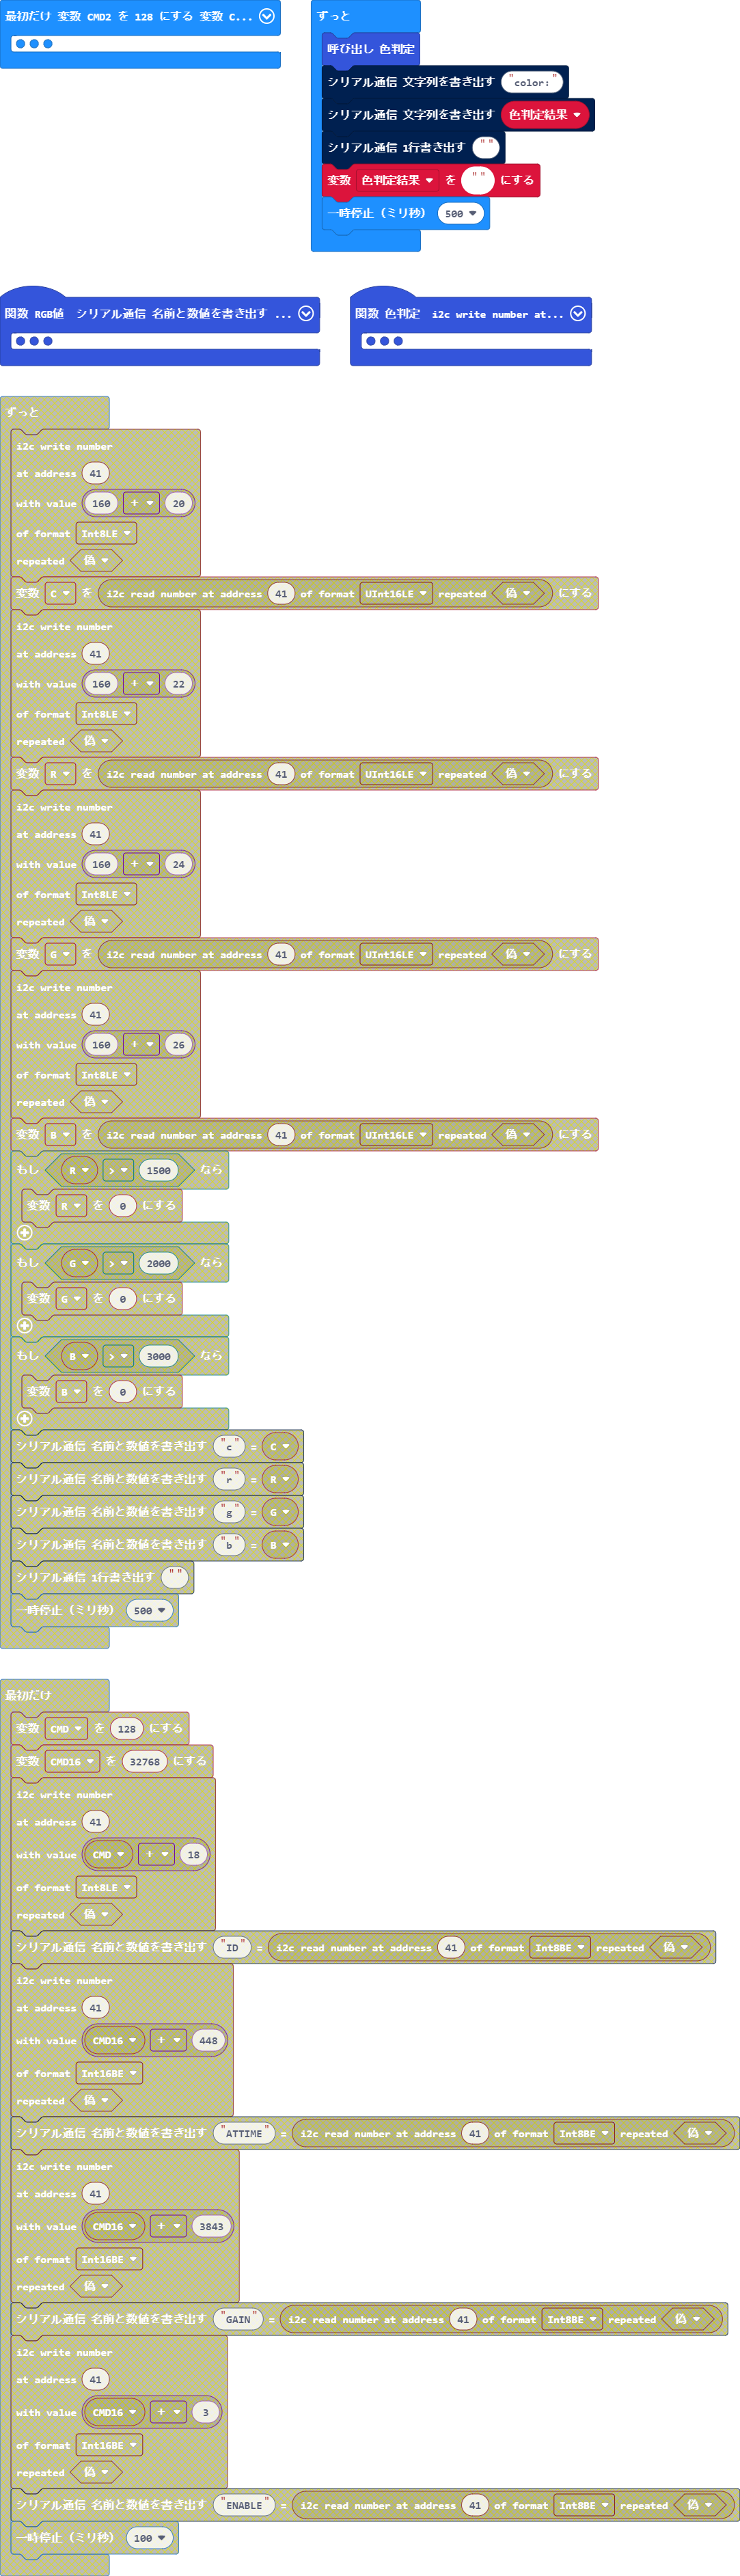 最初だけ 変数 CMD2 を 128 にする 変数 C...
ずっと
呼び出し 色判定
シリアル通信 文字列を書き出す "color:"
シリアル通信 文字列を書き出す 色判定結果
シリアル通信 1行書き出す ""
変数 色判定結果 を "" にする
一時停止（ミリ秒） 500
関数 RGB値 シリアル通信 名前と数値を書き出す ...
関数 色判定 i2c write number at...
ずっと
i2c write number
at address 41
with value 160 + 20
of format Int8LE
repeated 偽
変数 C を i2c read number at address 41 of format UInt16LE repeated 偽 にする
i2c write number
at address 41
with value 160 + 22
of format Int8LE
repeated 偽
変数 R を i2c read number at address 41 of format UInt16LE repeated 偽 にする
i2c write number
at address 41
with value 160 + 24
of format Int8LE
repeated 偽
変数 G を i2c read number at address 41 of format UInt16LE repeated 偽 にする
i2c write number
at address 41
with value 160 + 26
of format Int8LE
repeated 偽
変数 B を i2c read number at address 41 of format UInt16LE repeated 偽 にする
もし R > 1500 なら
変数 R を 0 にする
もし G > 2000 なら
変数 G を 0 にする
もし B > 3000 なら
変数 B を 0 にする
シリアル通信 名前と数値を書き出す "c" = C
シリアル通信 名前と数値を書き出す "r" = R
シリアル通信 名前と数値を書き出す "g" = G
シリアル通信 名前と数値を書き出す "b" = B
シリアル通信 1行書き出す ""
一時停止（ミリ秒） 500
最初だけ
変数 CMD を 128 にする
変数 CMD16 を 32768 にする
i2c write number
at address 41
with value CMD + 18
of format Int8LE
repeated 偽
シリアル通信 名前と数値を書き出す "ID" = i2c read number at address 41 of format Int8BE repeated 偽
i2c write number
at address 41
with value CMD16 + 448
of format Int16BE
repeated 偽
シリアル通信 名前と数値を書き出す "ATTIME" = i2c read number at address 41 of format Int8BE repeated 偽
i2c write number
at address 41
with value CMD16 + 3843
of format Int16BE
repeated 偽
シリアル通信 名前と数値を書き出す "GAIN" = i2c read number at address 41 of format Int8BE repeated 偽
i2c write number
at address 41
with value CMD16 + 3
of format Int16BE
repeated 偽
シリアル通信 名前と数値を書き出す "ENABLE" = i2c read number at address 41 of format Int8BE repeated 偽
一時停止（ミリ秒） 100